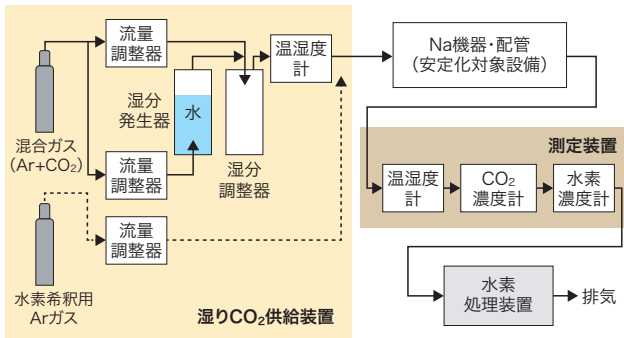 混合ガス
(Ar+CO₂)
水素希釈用
Arガス
流量
調整器
流量
調整器
流量
調整器
湿分
発生器
水
湿分
調整器
温湿度
計
湿りCO₂供給装置
Na機器・配管
(安定化対象設備)
測定装置
温湿度
計
CO₂
濃度計
水素
濃度計
水素
処理装置
排気